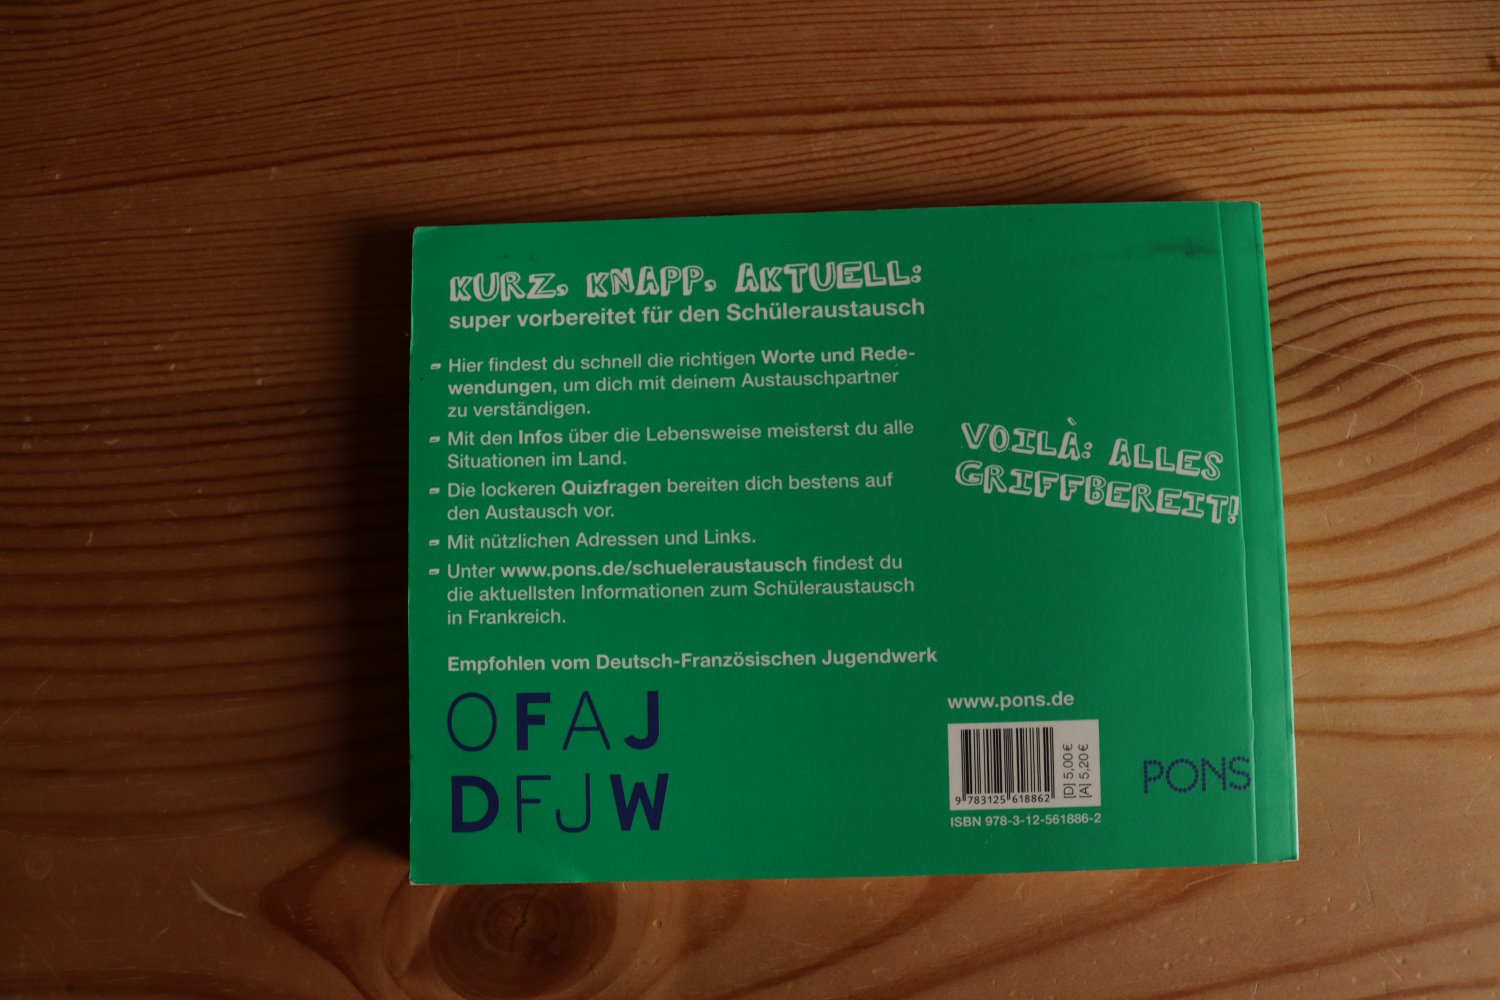 KURZ, KNAPP, AKTUELL:
super vorbereitet für den Schüleraustausch
Hier findest du schnell die richtigen Worte und Rede-
wendungen, um dich mit deinem Austauschpartner
zu verständigen.
Mit den Infos über die Lebensweise meisterst du alle
Situationen im Land.
Die lockeren Quizfragen bereiten dich bestens auf
den Austausch vor.
Mit nützlichen Adressen und Links.
Unter www.pons.de/schueleraustausch findest du
die aktuellsten Informationen zum Schüleraustausch
in Frankreich.
Empfohlen vom Deutsch-Französischen Jugendwerk
OFAJ
DFJW
VOILÀ: ALLES
GRIFFBEREIT!
www.pons.de
[D] 5,00 €
[A] 5,20 €
9 783125 618862
ISBN 978-3-12-561886-2
PONS